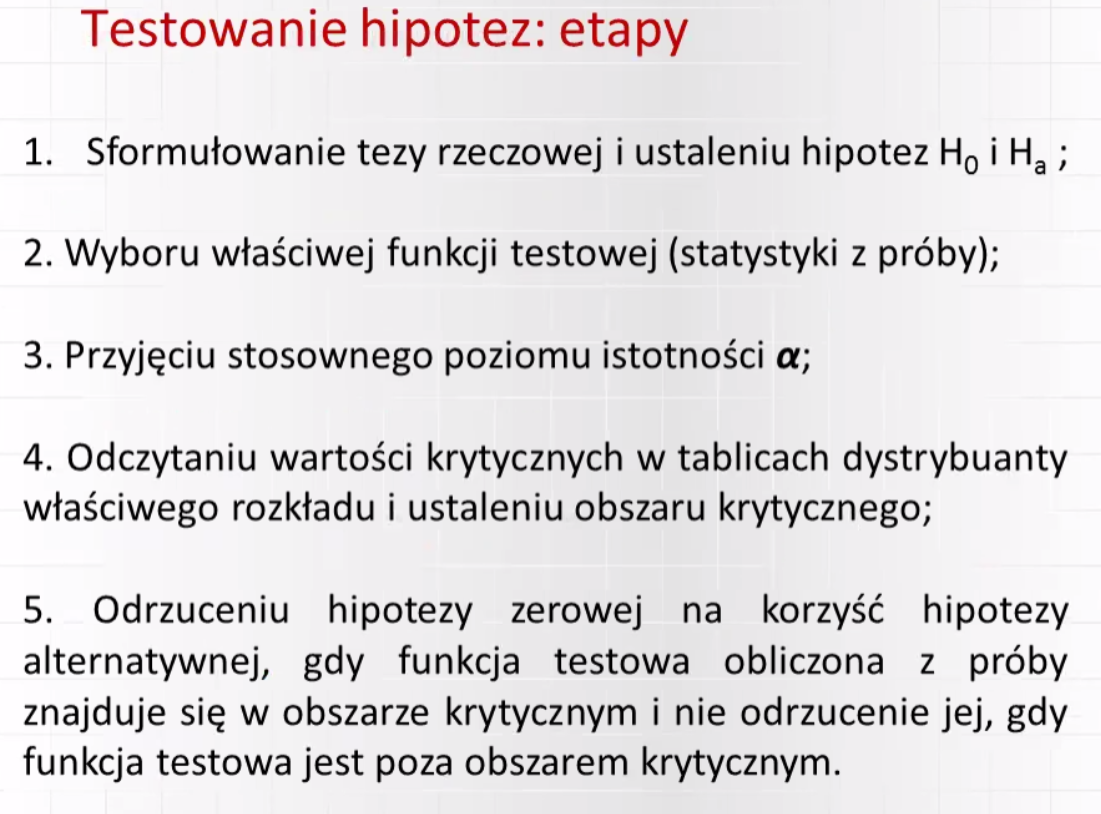 Testowanie hipotez: etapy
1. Sformułowanie tezy rzeczowej i ustaleniu hipotez H₀ i Hₐ ;
2. Wyboru właściwej funkcji testowej (statystyki z próby);
3. Przyjęciu stosownego poziomu istotności α;
4. Odczytaniu wartości krytycznych w tablicach dystrybuanty
właściwego rozkładu i ustaleniu obszaru krytycznego;
5. Odrzuceniu hipotezy zerowej na korzyść hipotezy
alternatywnej, gdy funkcja testowa obliczona z próby
znajduje się w obszarze krytycznym i nie odrzucenie jej, gdy
funkcja testowa jest poza obszarem krytycznym.